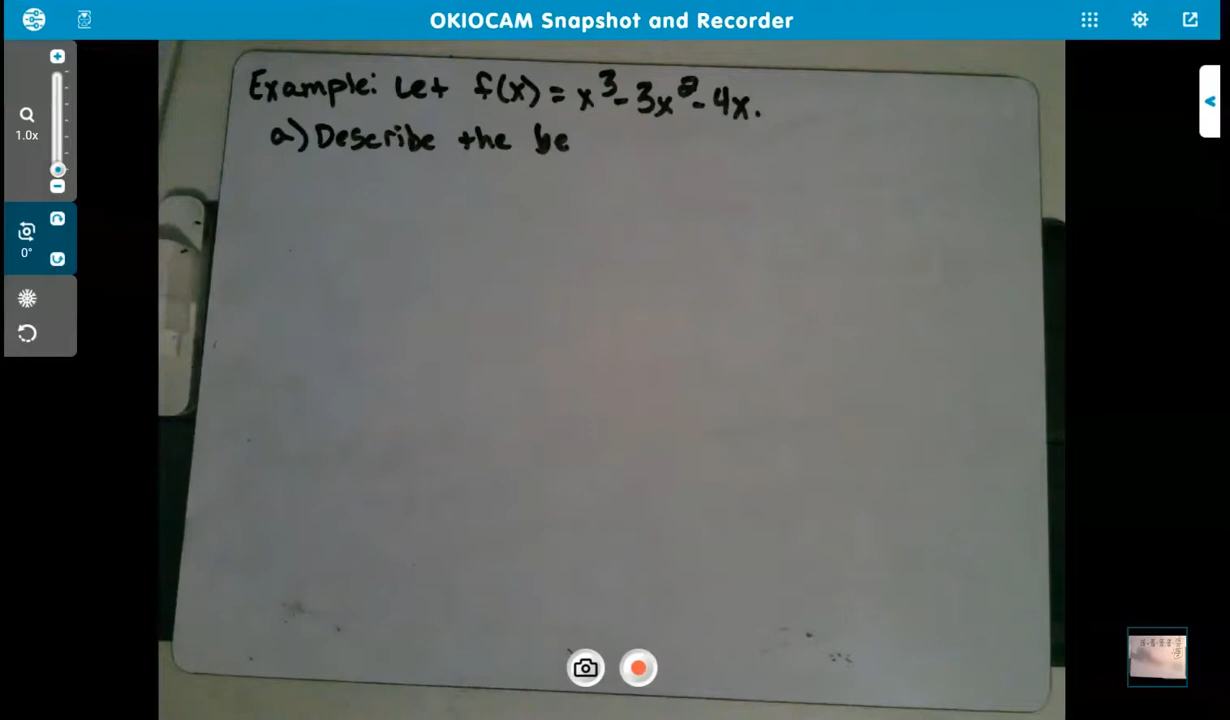 OKIOCAM Snapshot and Recorder
1.0x
0°
Example: Let f(x) = x³ - 3x² - 4x.
a) Describe the be